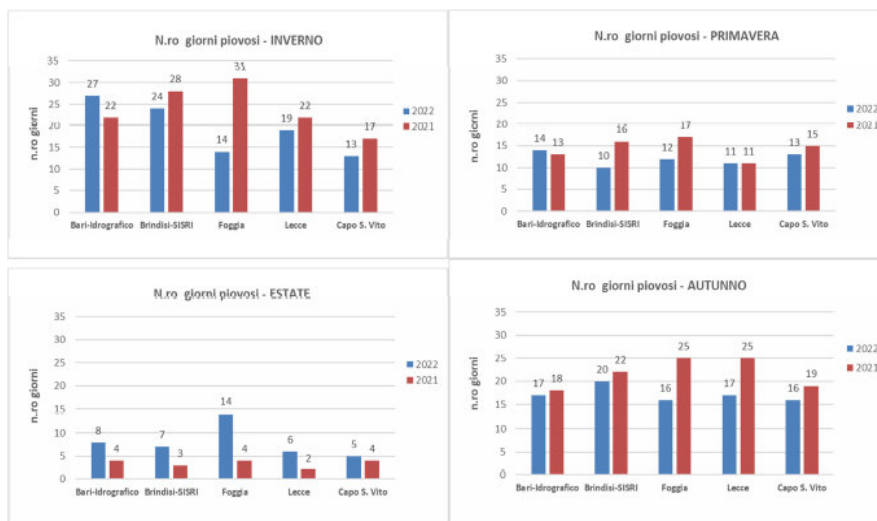 N.ro giorni piovosi - INVERNO
n.ro giorni
35
30
25
20
15
10
5
0
27
22
24
28
14
31
19
22
13
17
2022
2021
Bari-Idrografico
Brindisi-SISRI
Foggia
Lecce
Capo S. Vito
N.ro giorni piovosi - PRIMAVERA
n.ro giorni
35
30
25
20
15
10
5
0
14
13
10
16
12
17
11
11
13
15
2022
2021
Bari-Idrografico
Brindisi-SISRI
Foggia
Lecce
Capo S. Vito
N.ro giorni piovosi - ESTATE
n.ro giorni
35
30
25
20
15
10
5
0
8
4
7
3
14
4
6
2
5
4
2022
2021
Bari-Idrografico
Brindisi-SISRI
Foggia
Lecce
Capo S. Vito
N.ro giorni piovosi - AUTUNNO
n.ro giorni
35
30
25
20
15
10
5
0
17
18
20
22
16
25
17
25
16
19
2022
2021
Bari-Idrografico
Brindisi-SISRI
Foggia
Lecce
Capo S. Vito